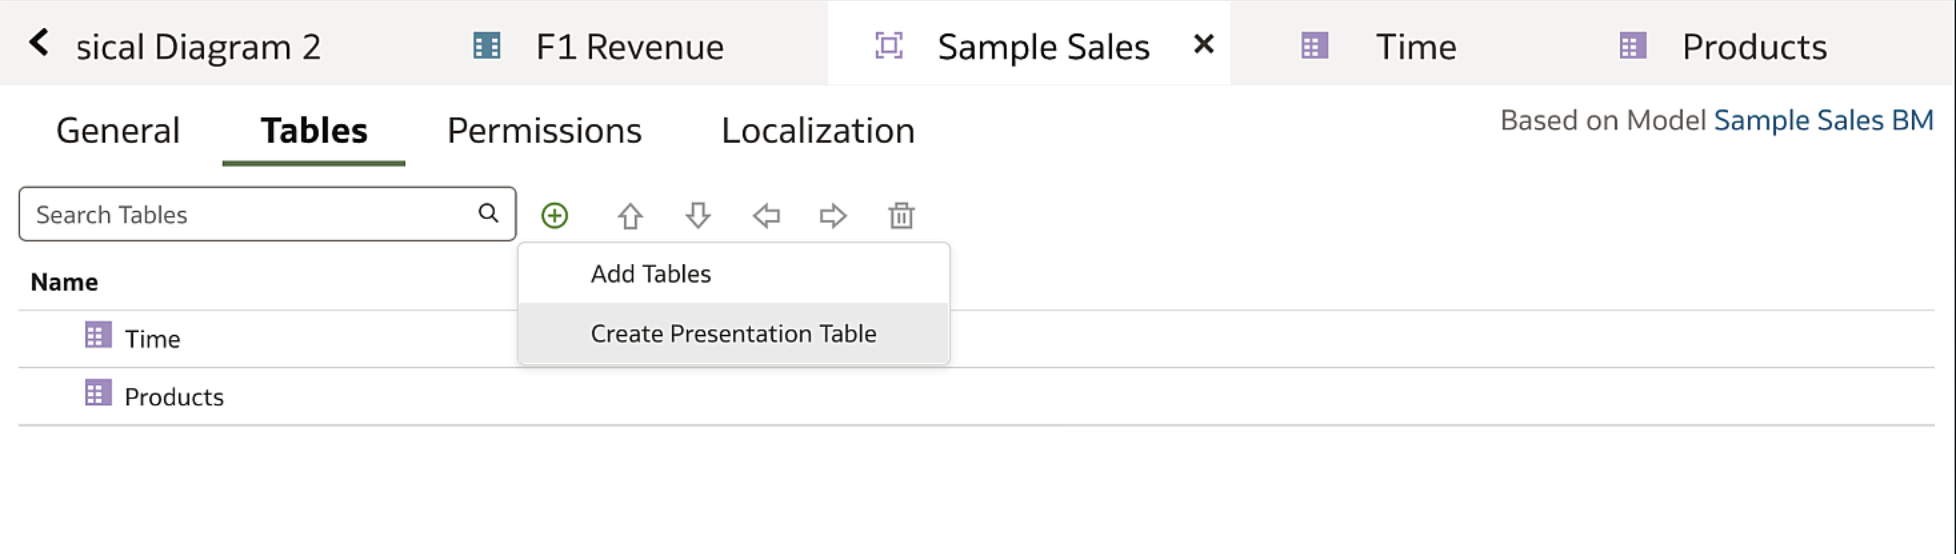 sical Diagram 2 F1 Revenue Sample Sales Time Products
General Tables Permissions Localization Based on Model Sample Sales BM
Search Tables
Add Tables
Name
Create Presentation Table
Time
Products